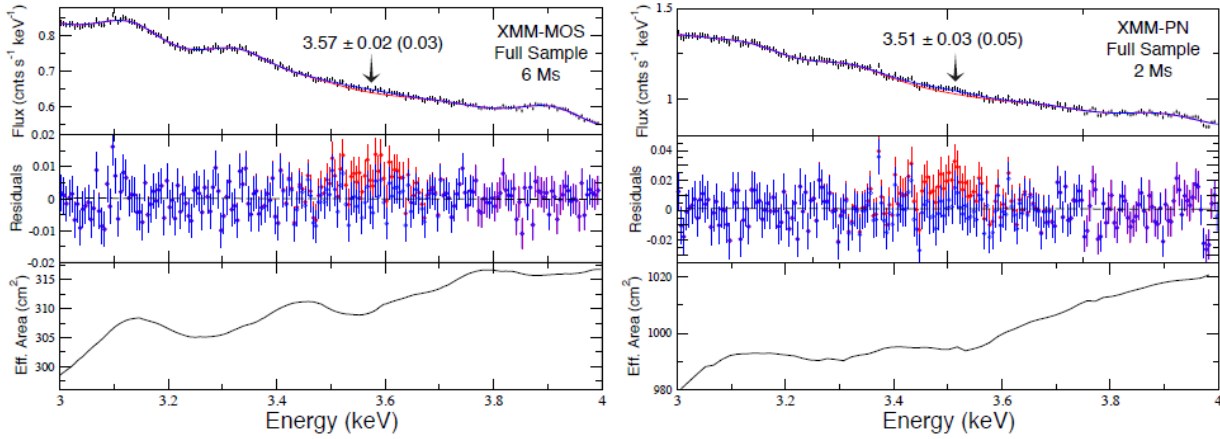 0.8
0.7
0.6
Flux (cnts s⁻¹ keV⁻¹)
3.57 ± 0.02 (0.03)
XMM-MOS
Full Sample
6 Ms
0.02
0.01
0
-0.01
-0.02
Residuals
315
310
305
300
Eff. Area (cm²)
3 3.2 3.4 3.6 3.8 4
Energy (keV)
1.5
1
Flux (cnts s⁻¹ keV⁻¹)
3.51 ± 0.03 (0.05)
XMM-PN
Full Sample
2 Ms
0.04
0.02
0
-0.02
Residuals
1020
1000
980
Eff. Area (cm²)
3 3.2 3.4 3.6 3.8 4
Energy (keV)